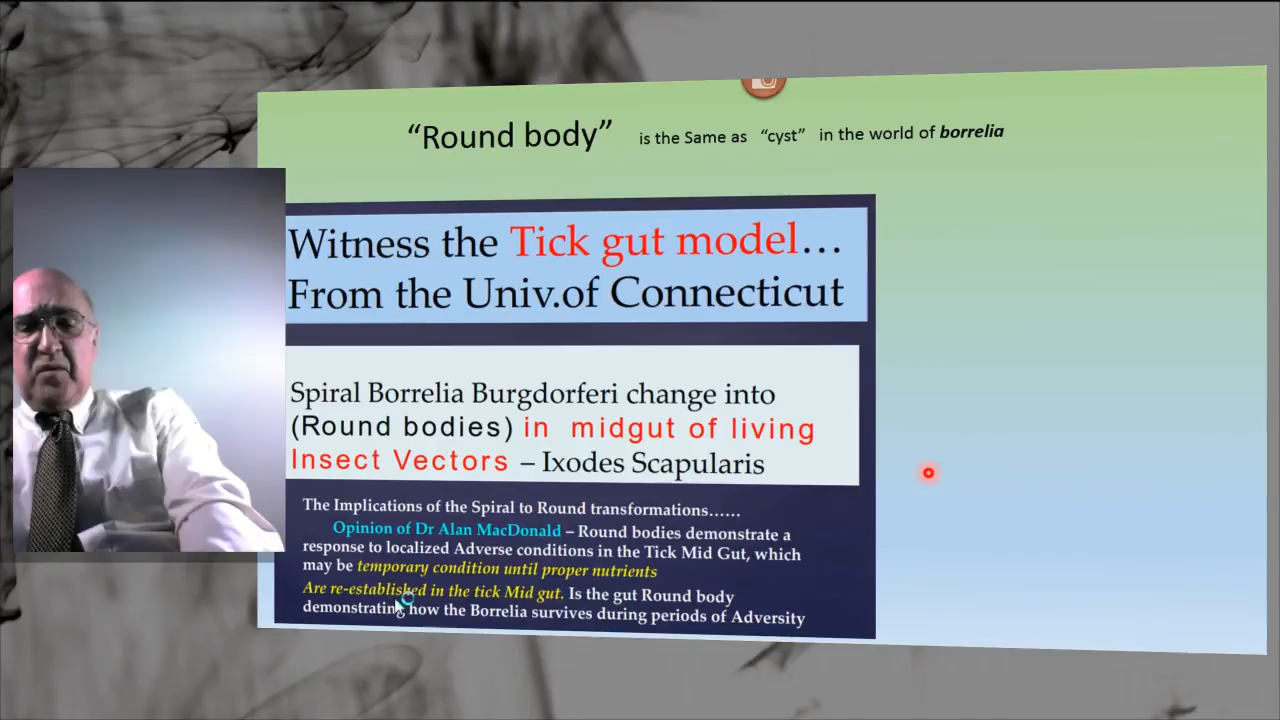 “Round body” is the Same as “cyst” in the world of borrelia
Witness the Tick gut model…
From the Univ.of Connecticut
Spiral Borrelia Burgdorferi change into
(Round bodies) in midgut of living
Insect Vectors – Ixodes Scapularis
The Implications of the Spiral to Round transformations……
Opinion of Dr Alan MacDonald – Round bodies demonstrate a
response to localized Adverse conditions in the Tick Mid Gut, which
may be temporary condition until proper nutrients
Are re-established in the tick Mid gut. Is the gut Round body
demonstrating how the Borrelia survives during periods of Adversity